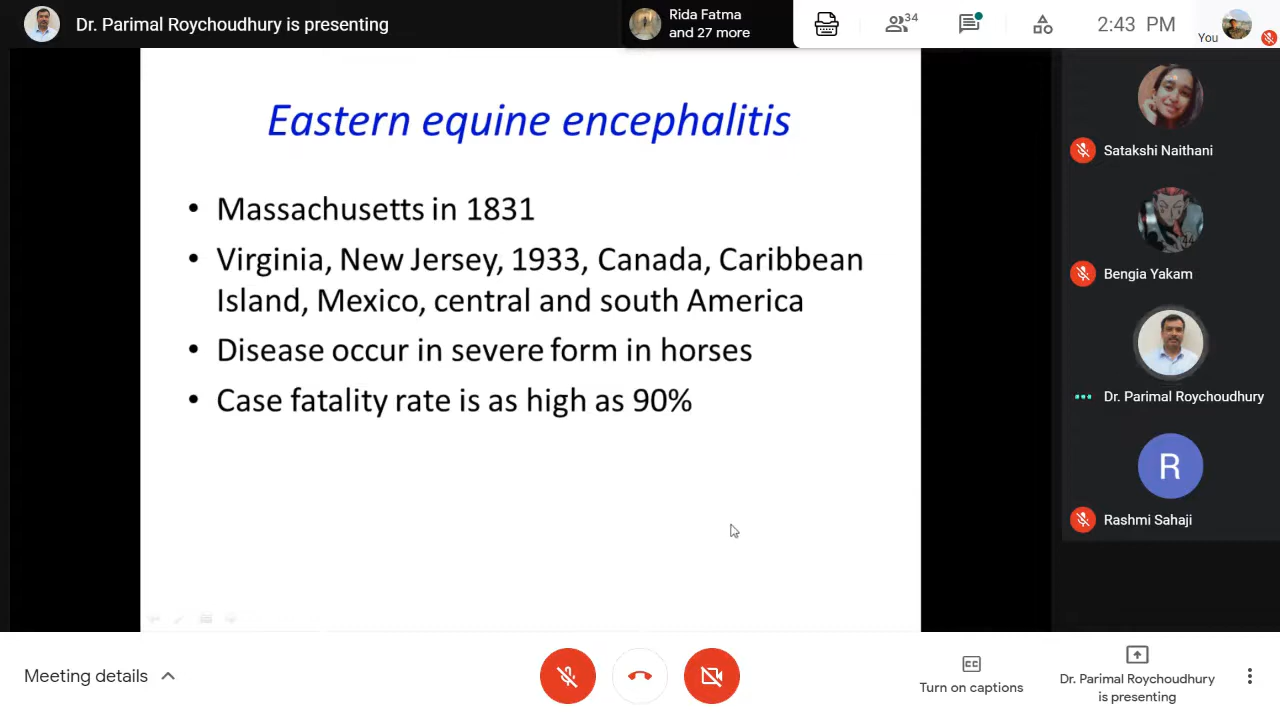 Dr. Parimal Roychoudhury is presenting
Rida Fatma
and 27 more
34
2:43 PM
You
Eastern equine encephalitis
• Massachusetts in 1831
• Virginia, New Jersey, 1933, Canada, Caribbean
Island, Mexico, central and south America
• Disease occur in severe form in horses
• Case fatality rate is as high as 90%
Satakshi Naithani
Bengia Yakam
Dr. Parimal Roychoudhury
R
Rashmi Sahaji
Meeting details
CC
Turn on captions
Dr. Parimal Roychoudhury
is presenting